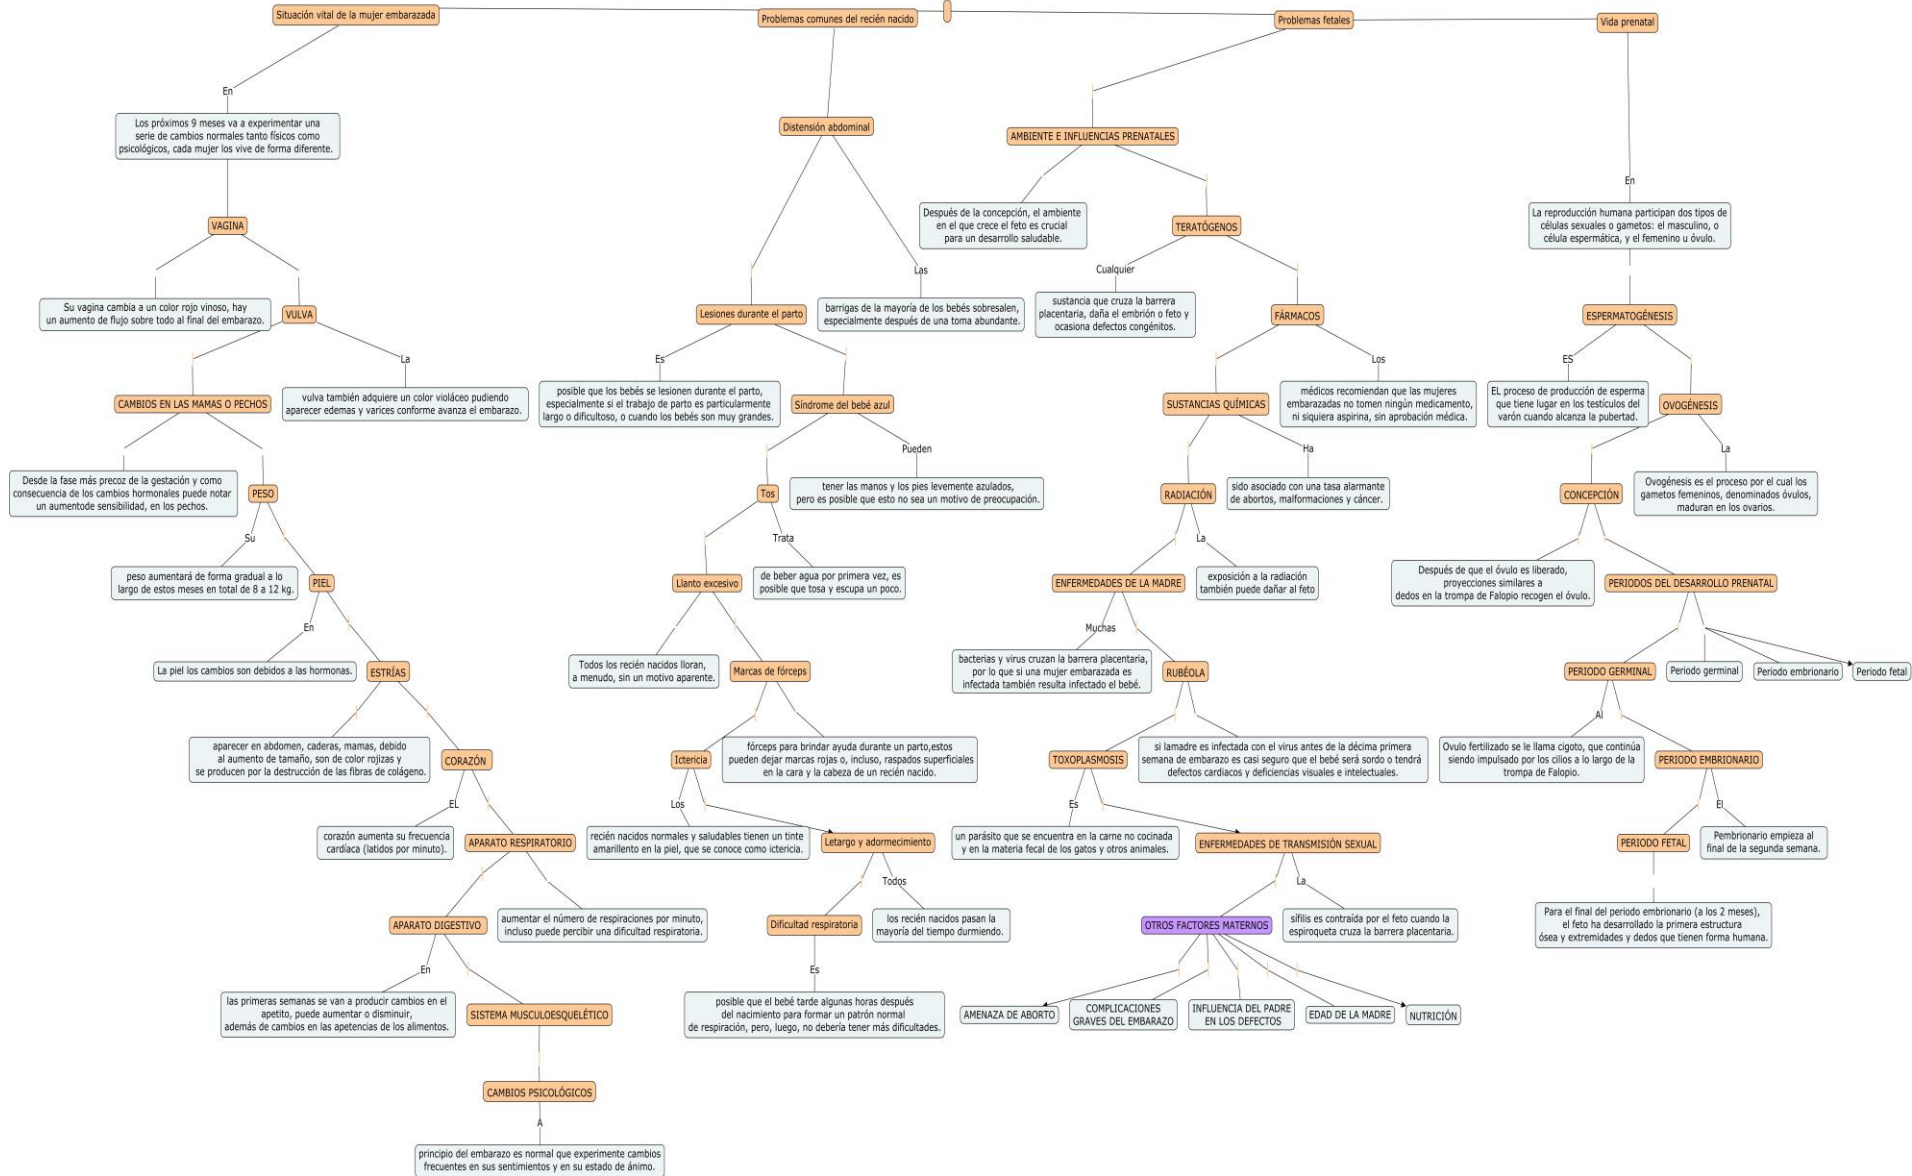 Situación vital de la mujer embarazada
En
Los próximos 9 meses va a experimentar una
serie de cambios normales tanto físicos como
psicológicos, cada mujer los vive de forma diferente.
VAGINA
Su vagina cambia a un color rojo vinoso, hay
un aumento de flujo sobre todo al final del embarazo.
VULVA
La
vulva también adquiere un color violáceo pudiendo
aparecer edemas y varices conforme avanza el embarazo.
CAMBIOS EN LAS MAMAS O PECHOS
Desde la fase más precoz de la gestación y como
consecuencia de los cambios hormonales puede notar
un aumentode sensibilidad, en los pechos.
PESO
Su
peso aumentará de forma gradual a lo
largo de estos meses en total de 8 a 12 kg.
PIEL
En
La piel los cambios son debidos a las hormonas.
ESTRÍAS
aparecer en abdomen, caderas, mamas, debido
al aumento de tamaño, son de color rojizas y
se producen por la destrucción de las fibras de colágeno.
CORAZÓN
EL
corazón aumenta su frecuencia
cardíaca (latidos por minuto).
APARATO RESPIRATORIO
aumentar el número de respiraciones por minuto,
incluso puede percibir una dificultad respiratoria.
APARATO DIGESTIVO
En
las primeras semanas se van a producir cambios en el
apetito, puede aumentar o disminuir,
además de cambios en las apetencias de los alimentos.
SISTEMA MUSCULOESQUELÉTICO
CAMBIOS PSICOLÓGICOS
A
principio del embarazo es normal que experimente cambios
frecuentes en sus sentimientos y en su estado de ánimo.
Problemas comunes del recién nacido
Distensión abdominal
Las
barrigas de la mayoría de los bebés sobresalen,
especialmente después de una toma abundante.
Lesiones durante el parto
Es
posible que los bebés se lesionen durante el parto,
especialmente si el trabajo de parto es particularmente
largo o dificultoso, o cuando los bebés son muy grandes.
Síndrome del bebé azul
Pueden
tener las manos y los pies levemente azulados,
pero es posible que esto no sea un motivo de preocupación.
Tos
Trata
de beber agua por primera vez, es
posible que tosa y escupa un poco.
Llanto excesivo
Todos los recién nacidos lloran,
a menudo, sin un motivo aparente.
Marcas de fórceps
fórceps para brindar ayuda durante un parto,estos
pueden dejar marcas rojas o, incluso, raspados superficiales
en la cara y la cabeza de un recién nacido.
Ictericia
Los
recién nacidos normales y saludables tienen un tinte
amarillento en la piel, que se conoce como ictericia.
Letargo y adormecimiento
Todos
los recién nacidos pasan la
mayoría del tiempo durmiendo.
Dificultad respiratoria
Es
posible que el bebé tarde algunas horas después
del nacimiento para formar un patrón normal
de respiración, pero, luego, no debería tener más dificultades.
Problemas fetales
AMBIENTE E INFLUENCIAS PRENATALES
Después de la concepción, el ambiente
en el que crece el feto es crucial
para un desarrollo saludable.
TERATÓGENOS
Cualquier
sustancia que cruza la barrera
placentaria, daña el embrión o feto y
ocasiona defectos congénitos.
FÁRMACOS
Los
médicos recomiendan que las mujeres
embarazadas no tomen ningún medicamento,
ni siquiera aspirina, sin aprobación médica.
SUSTANCIAS QUÍMICAS
Ha
sido asociado con una tasa alarmante
de abortos, malformaciones y cáncer.
RADIACIÓN
La
exposición a la radiación
también puede dañar al feto
ENFERMEDADES DE LA MADRE
Muchas
bacterias y virus cruzan la barrera placentaria,
por lo que si una mujer embarazada es
infectada también resulta infectado el bebé.
RUBÉOLA
si lamadre es infectada con el virus antes de la décima primera
semana de embarazo es casi seguro que el bebé será sordo o tendrá
defectos cardiacos y deficiencias visuales e intelectuales.
TOXOPLASMOSIS
Es
un parásito que se encuentra en la carne no cocinada
y en la materia fecal de los gatos y otros animales.
ENFERMEDADES DE TRANSMISIÓN SEXUAL
La
sífilis es contraída por el feto cuando la
espiroqueta cruza la barrera placentaria.
OTROS FACTORES MATERNOS
AMENAZA DE ABORTO
COMPLICACIONES
GRAVES DEL EMBARAZO
INFLUENCIA DEL PADRE
EN LOS DEFECTOS
EDAD DE LA MADRE
NUTRICIÓN
Vida prenatal
En
La reproducción humana participan dos tipos de
células sexuales o gametos: el masculino, o
célula espermática, y el femenino u óvulo.
ESPERMATOGÉNESIS
ES
EL proceso de producción de esperma
que tiene lugar en los testículos del
varón cuando alcanza la pubertad.
OVOGÉNESIS
La
Ovogénesis es el proceso por el cual los
gametos femeninos, denominados óvulos,
maduran en los ovarios.
CONCEPCIÓN
Después de que el óvulo es liberado,
proyecciones similares a
dedos en la trompa de Falopio recogen el óvulo.
PERIODOS DEL DESARROLLO PRENATAL
Periodo germinal
Periodo embrionario
Periodo fetal
PERIODO GERMINAL
Al
Ovulo fertilizado se le llama cigoto, que continúa
siendo impulsado por los cilios a lo largo de la
trompa de Falopio.
PERIODO EMBRIONARIO
El
Pembrionario empieza al
final de la segunda semana.
PERIODO FETAL
Para el final del periodo embrionario (a los 2 meses),
el feto ha desarrollado la primera estructura
ósea y extremidades y dedos que tienen forma humana.